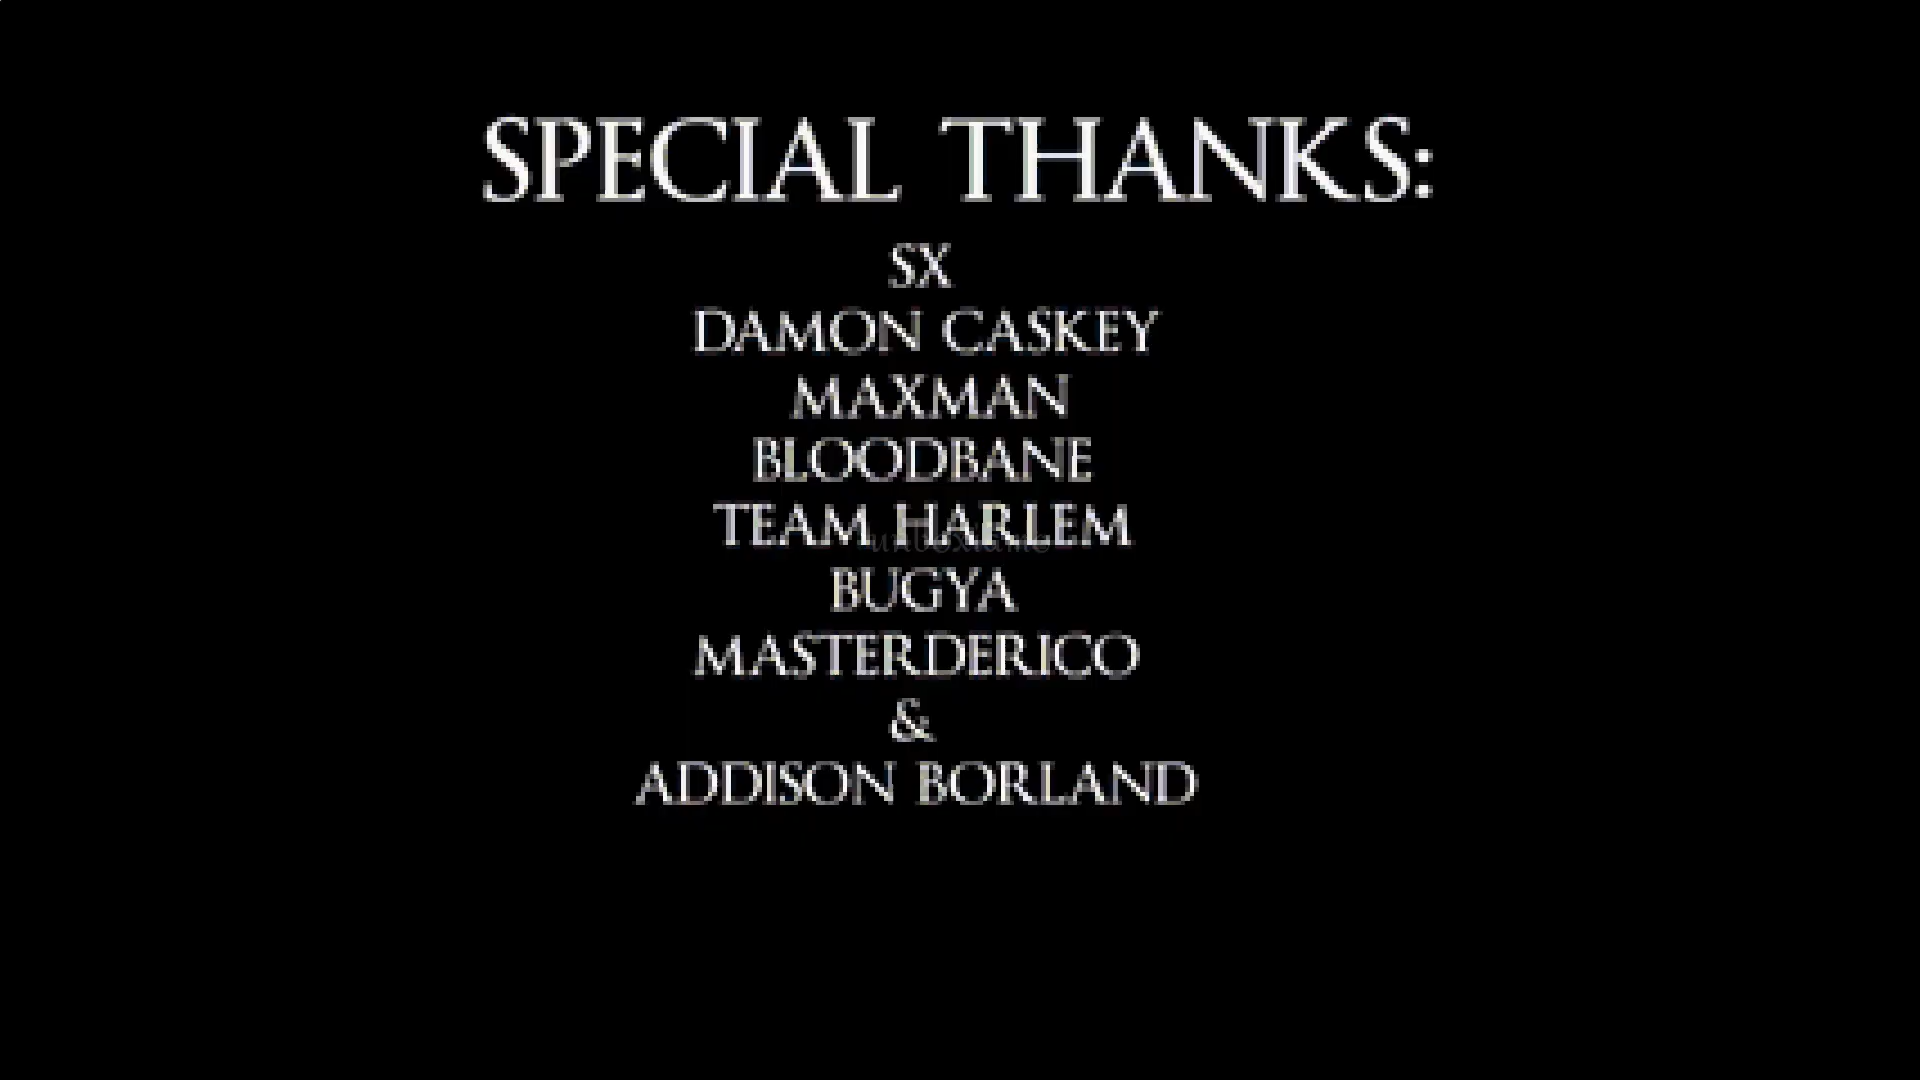 SPECIAL THANKS:
SX
DAMON CASKEY
MAXMAN
BLOODBANE
TEAM HARLEM
BUGYA
MASTERDERICO
&
ADDISON BORLAND